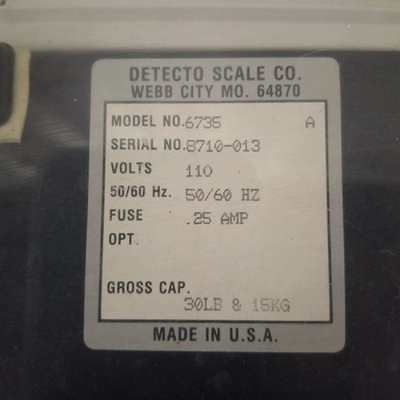 DETECTO SCALE CO.
WEBB CITY MO. 64870
MODEL NO. 6735 A
SERIAL NO. 8710-013
VOLTS 110
50/60 Hz. 50/60 HZ
FUSE .25 AMP
OPT.
GROSS CAP.
30LB & 15KG
MADE IN U.S.A.